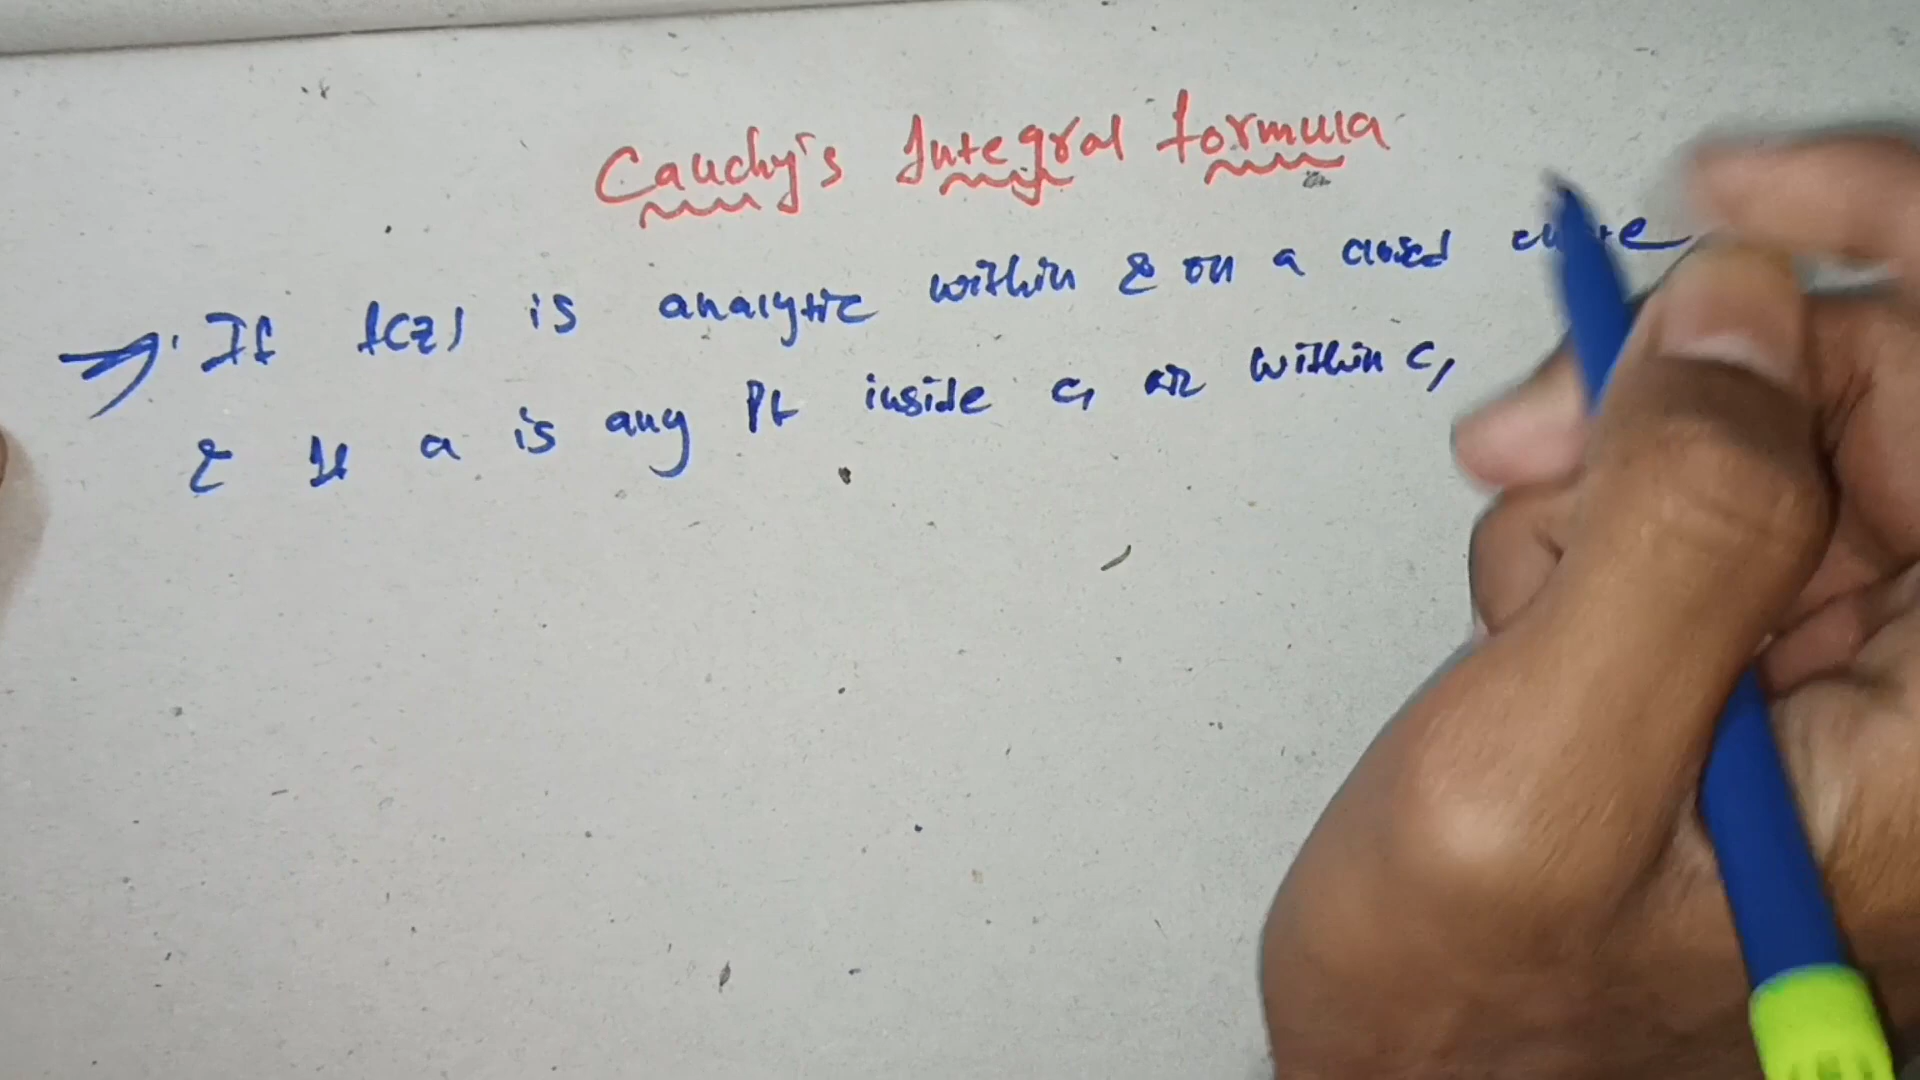 Cauchy's Integral formula
If f(z) is analytic within & on a closed
& If a is any Pt inside C, or within C,